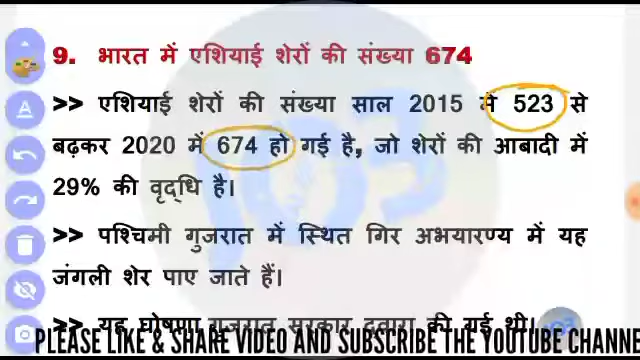 9. भारत में एशियाई शेरों की संख्या 674
>> एशियाई शेरों की संख्या साल 2015 में 523 से
बढ़कर 2020 में 674 हो गई है, जो शेरों की आबादी में
29% की वृद्धि है।
>> पश्चिमी गुजरात में स्थित गिर अभयारण्य में यह
जंगली शेर पाए जाते हैं।
>> यह घोषणा गुजरात सरकार द्वारा की गई थी।
PLEASE LIKE & SHARE VIDEO AND SUBSCRIBE THE YOUTUBE CHANNE